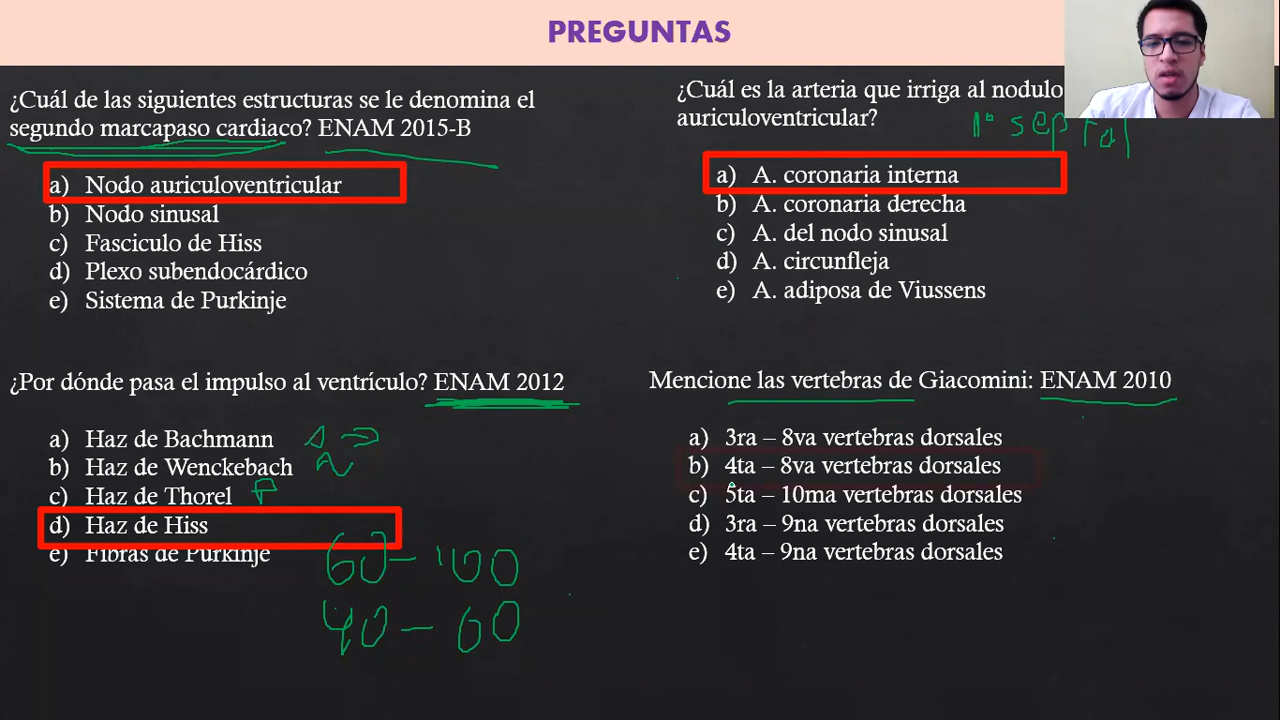 PREGUNTAS
¿Cuál de las siguientes estructuras se le denomina el
segundo marcapaso cardiaco? ENAM 2015-B
a) Nodo auriculoventricular
b) Nodo sinusal
c) Fasciculo de Hiss
d) Plexo subendocárdico
e) Sistema de Purkinje
¿Cuál es la arteria que irriga al nodulo
auriculoventricular?
1° septal
a) A. coronaria interna
b) A. coronaria derecha
c) A. del nodo sinusal
d) A. circunfleja
e) A. adiposa de Viussens
¿Por dónde pasa el impulso al ventrículo? ENAM 2012
a) Haz de Bachmann A
b) Haz de Wenckebach
c) Haz de Thorel P
d) Haz de Hiss
e) Fibras de Purkinje
60 - 100
40 - 60
Mencione las vertebras de Giacomini: ENAM 2010
a) 3ra – 8va vertebras dorsales
b) 4ta – 8va vertebras dorsales
c) 5ta – 10ma vertebras dorsales
d) 3ra – 9na vertebras dorsales
e) 4ta – 9na vertebras dorsales